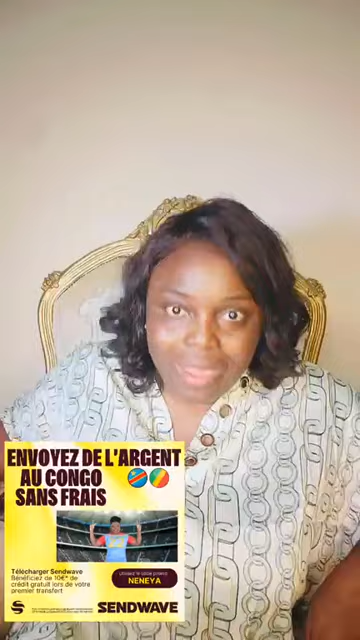 ENVOYEZ DE L'ARGENT
AU CONGO
SANS FRAIS
Télécharger Sendwave
Bénéficiez de 10€* de
crédit gratuit lors de votre
premier transfert
NENEYA
SENDWAVE